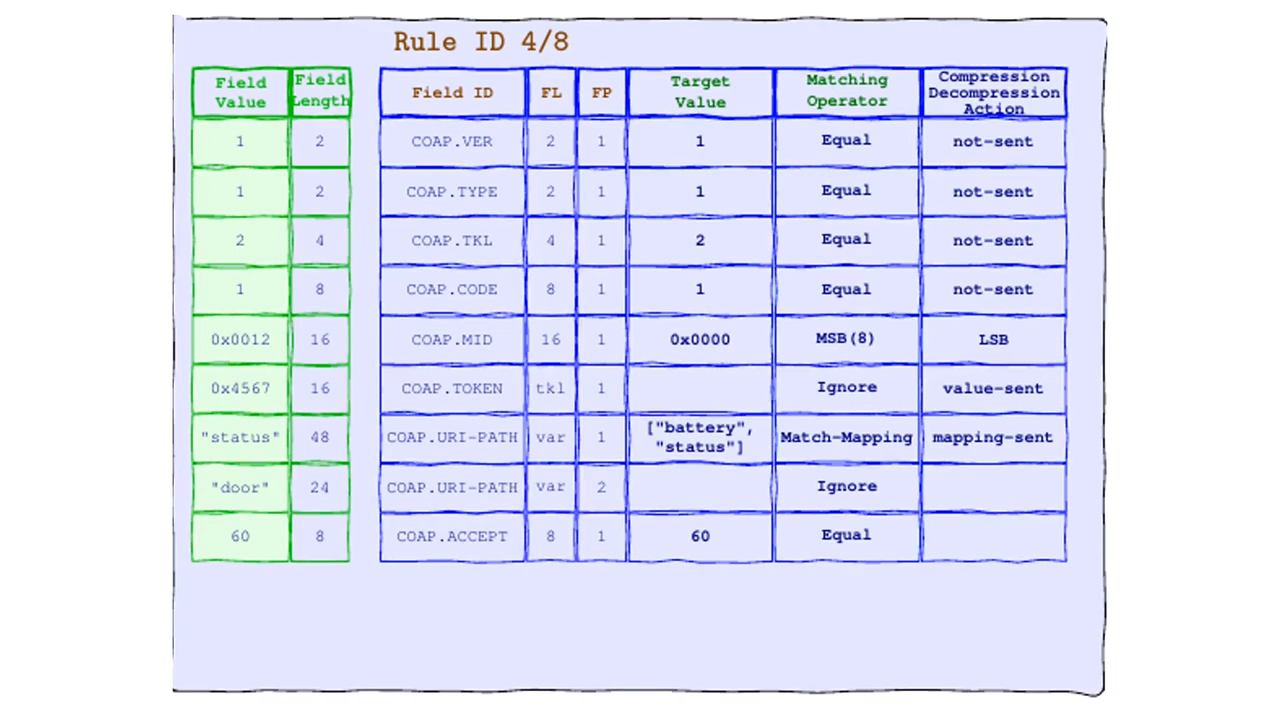 Rule ID 4/8
Field Value Field Length Field ID FL FP Target Value Matching Operator Compression Decompression Action
1 2 COAP.VER 2 1 1 Equal not-sent
1 2 COAP.TYPE 2 1 1 Equal not-sent
2 4 COAP.TKL 4 1 2 Equal not-sent
1 8 COAP.CODE 8 1 1 Equal not-sent
0x0012 16 COAP.MID 16 1 0x0000 MSB(8) LSB
0x4567 16 COAP.TOKEN tkl 1 Ignore value-sent
"status" 48 COAP.URI-PATH var 1 ["battery", "status"] Match-Mapping mapping-sent
"door" 24 COAP.URI-PATH var 2 Ignore
60 8 COAP.ACCEPT 8 1 60 Equal